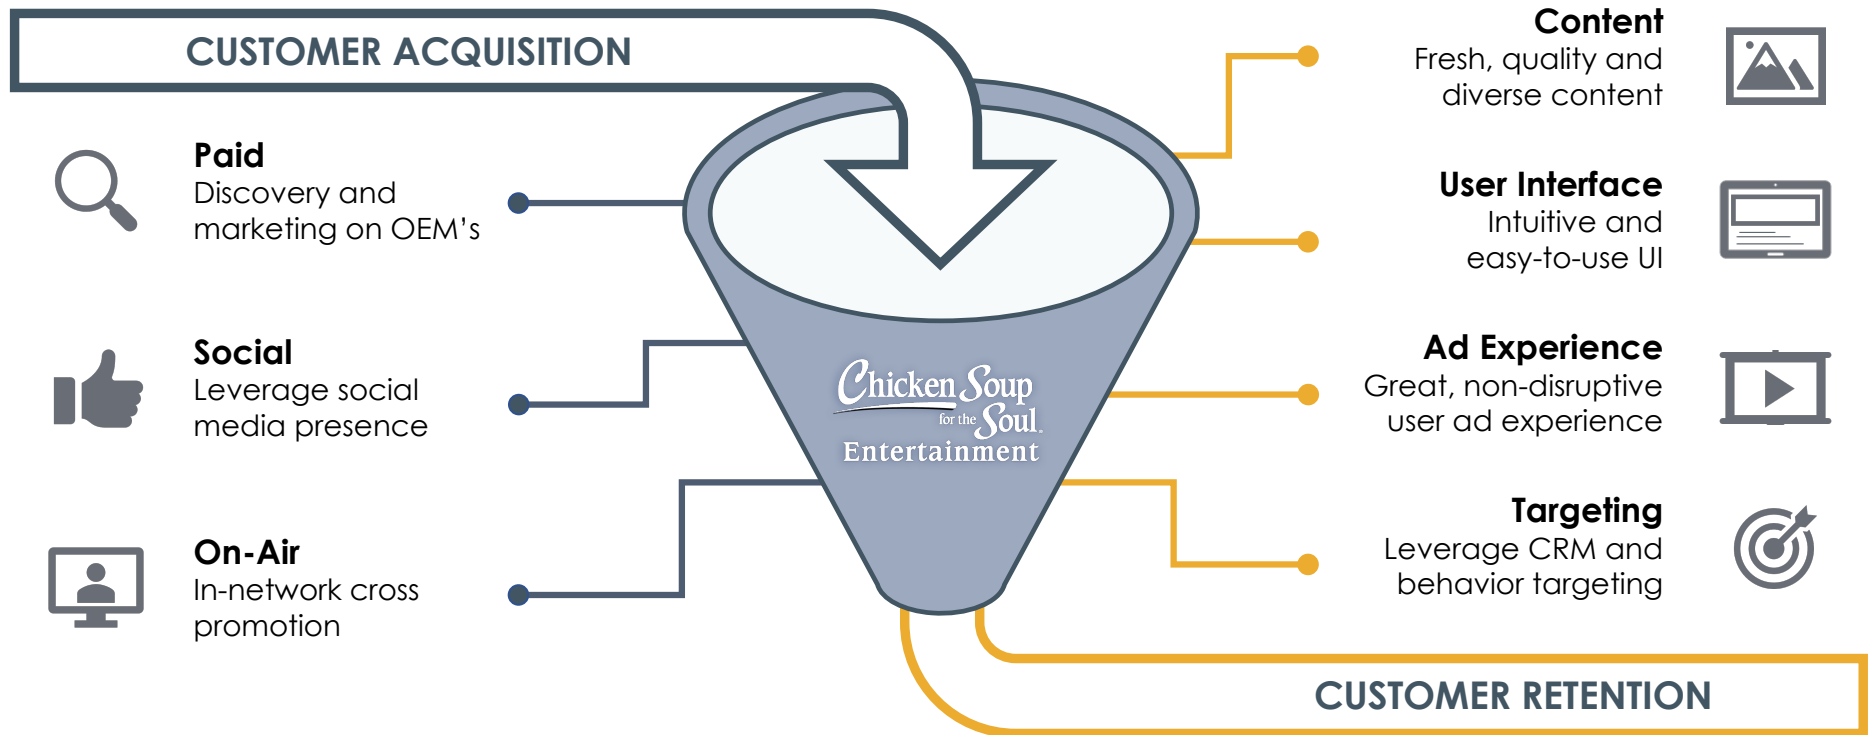 CUSTOMER ACQUISITION
Paid
Discovery and
marketing on OEM's
Social
Leverage social
media presence
On-Air
In-network cross
promotion
Chicken Soup
for the Soul
Entertainment
Content
Fresh, quality and
diverse content
User Interface
Intuitive and
easy-to-use UI
Ad Experience
Great, non-disruptive
user ad experience
Targeting
Leverage CRM and
behavior targeting
CUSTOMER RETENTION